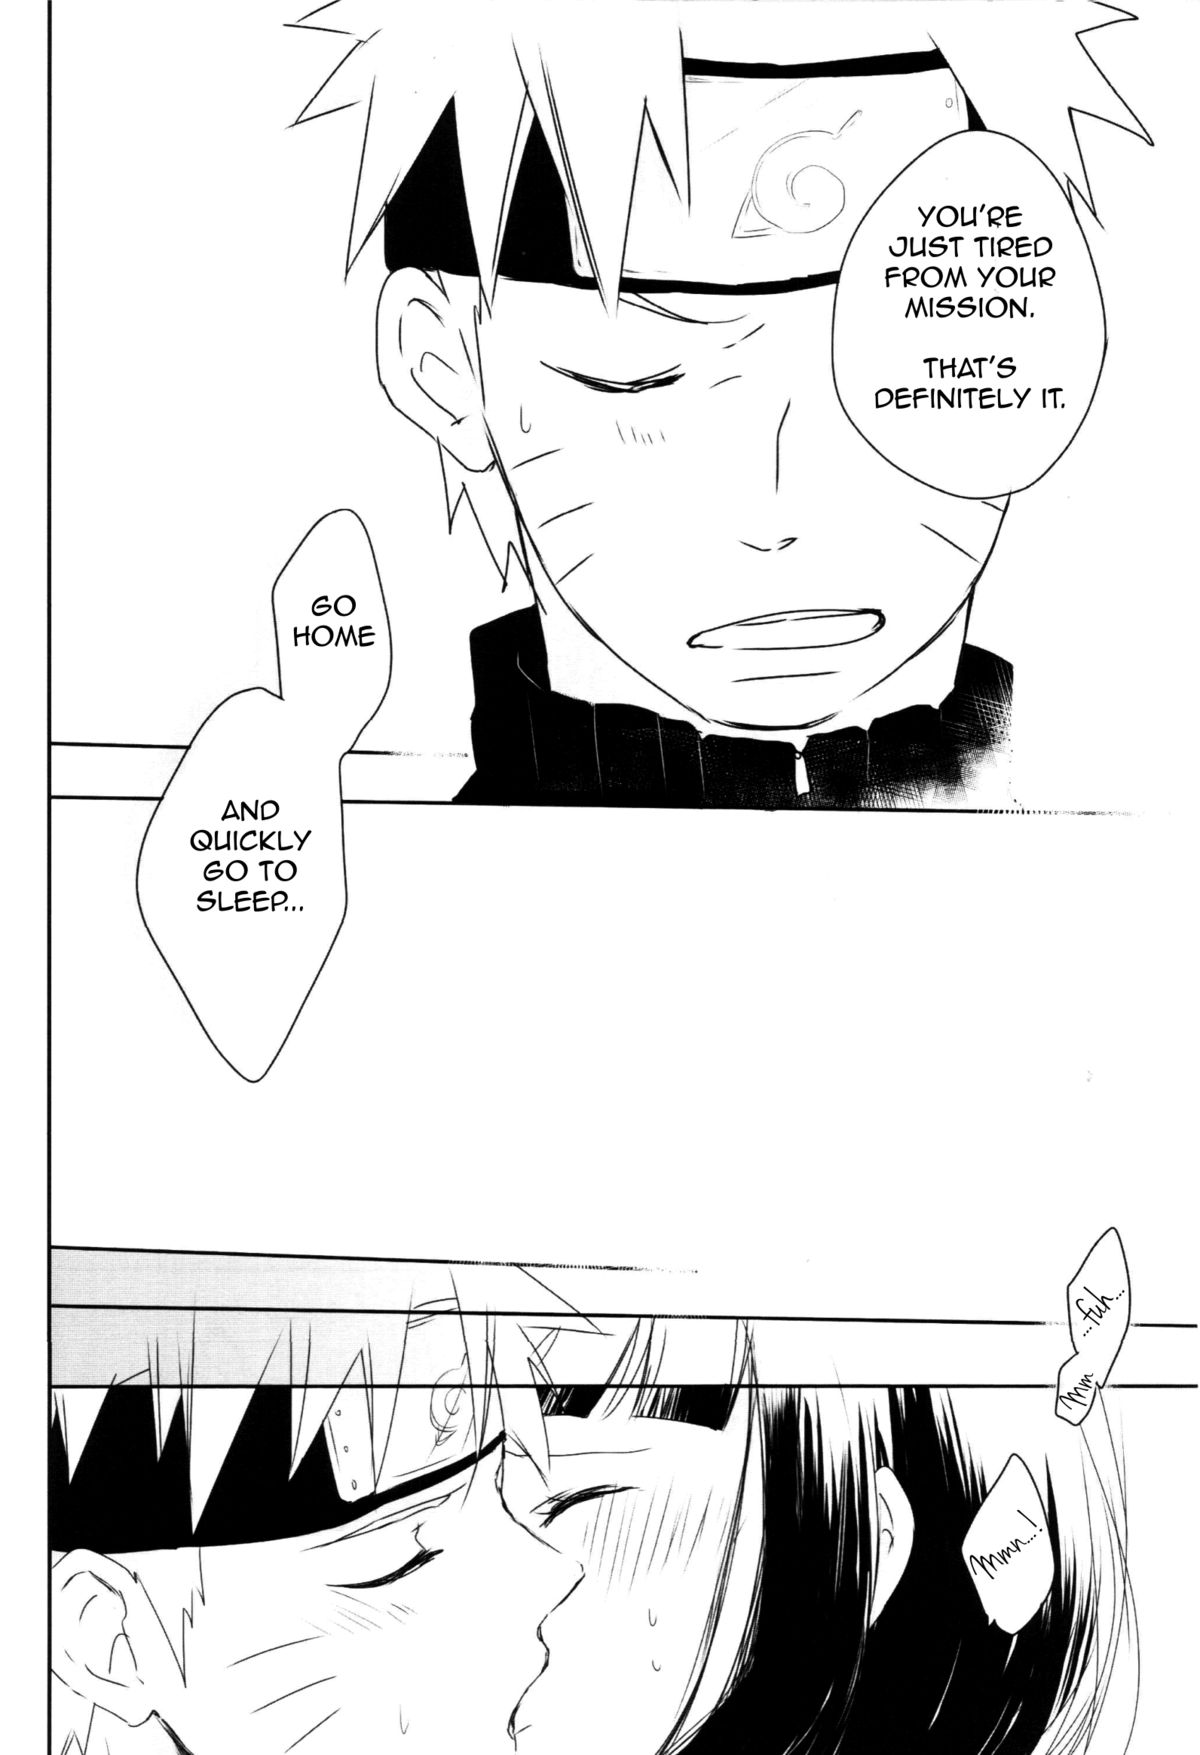 YOU'RE
JUST TIRED
FROM YOUR
MISSION.
THAT'S
DEFINITELY IT.
GO
HOME
AND
QUICKLY
GO TO
SLEEP...
...fuh...
Mm
Mmn...!